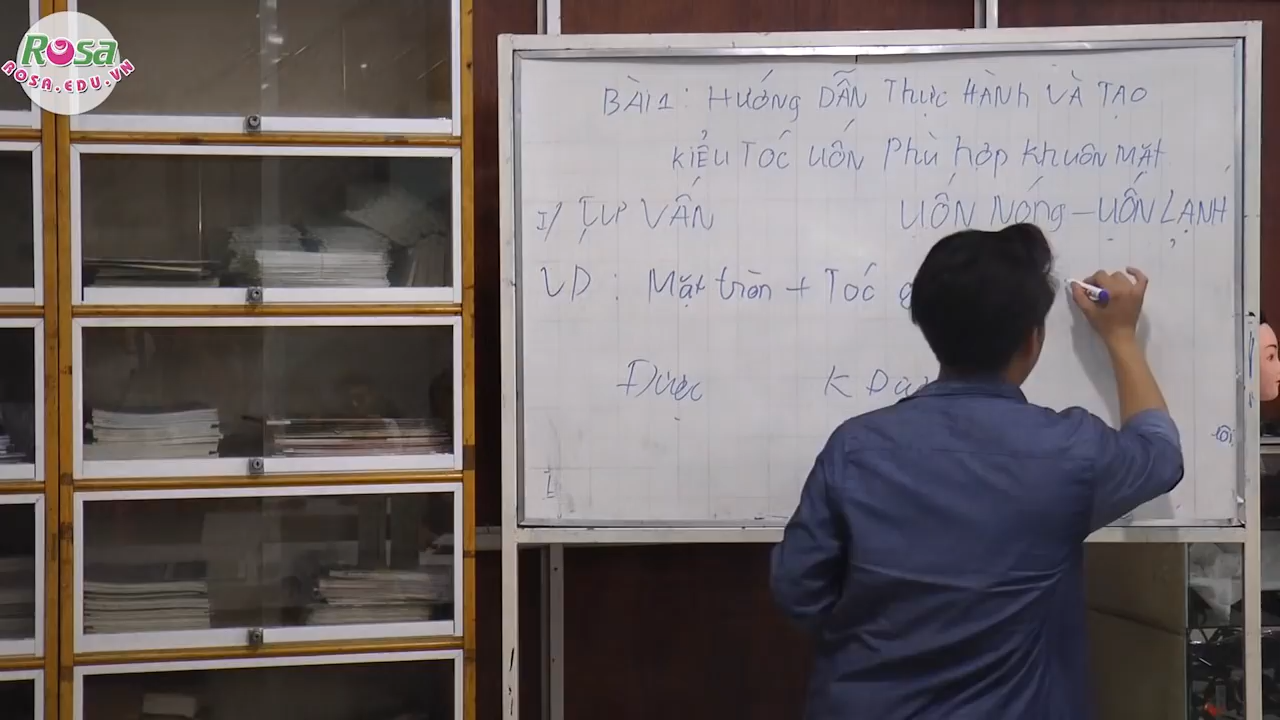 Rosa
ROSA.EDU.VN
BÀI 1: HƯớNg DẪN Thực HÀNh VÀ TẠO
KIỂU TÓC UỐN Phù hợp KhuÔN MẶt
I/ TƯ VẤN
UỐN NÓNg - UỐN LẠNH
VD: Mặt tròn + Tóc
Được
K